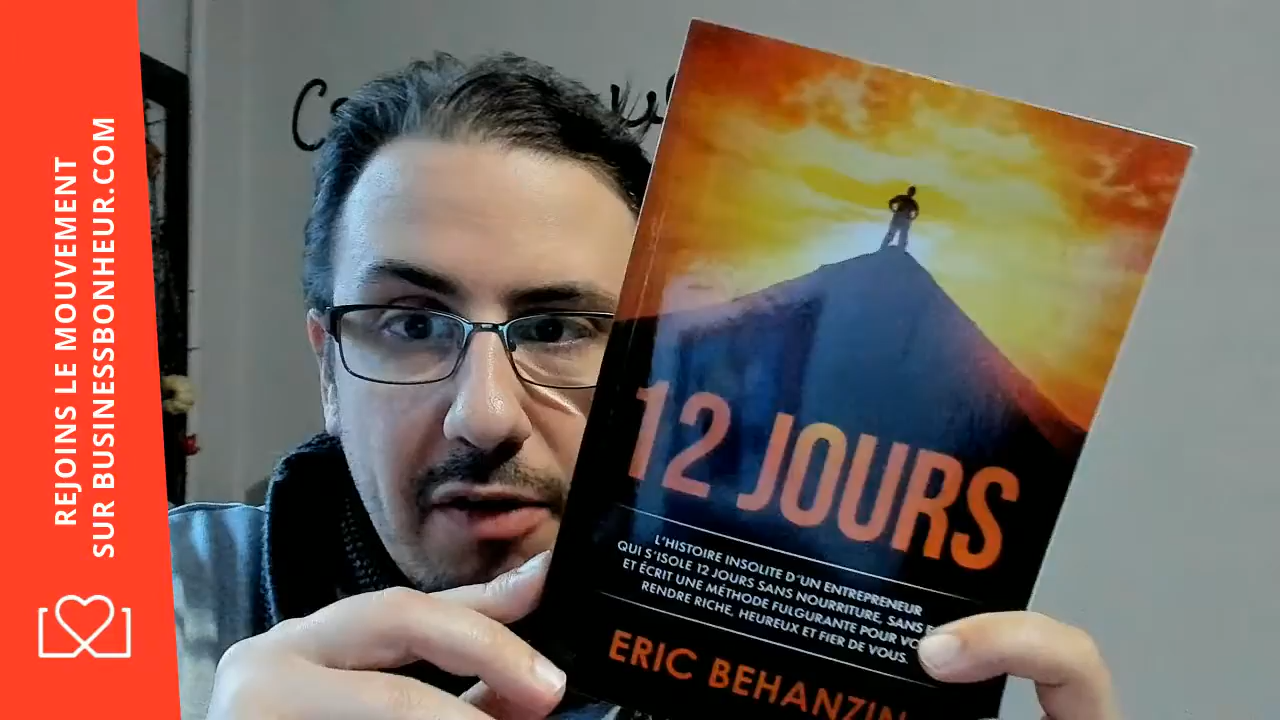 REJOINS LE MOUVEMENT
SUR BUSINESSBONHEUR.COM
12 JOURS
L'HISTOIRE INSOLITE D'UN ENTREPRENEUR
QUI S'ISOLE 12 JOURS SANS NOURRITURE, SANS
ET ÉCRIT UNE MÉTHODE FULGURANTE POUR
RENDRE RICHE, HEUREUX ET FIER DE VOUS.
ERIC BEHANZIN